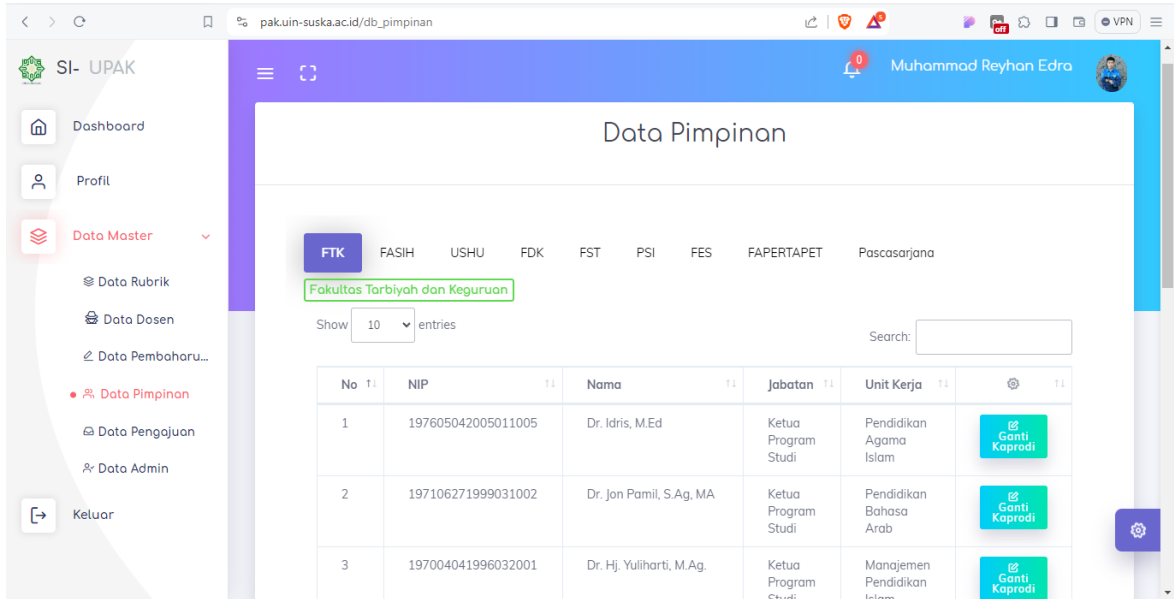 pak.uin-suska.ac.id/db_pimpinan
off
VPN
SI- UPAK
0
Muhammad Reyhan Edra
Dashboard
Profil
Data Master
Data Rubrik
Data Dosen
Data Pembaharu...
Data Pimpinan
Data Pengajuan
Data Admin
Keluar
Data Pimpinan
FTK FASIH USHU FDK FST PSI FES FAPERTAPET Pascasarjana
Fakultas Tarbiyah dan Keguruan
Show 10 entries
Search:
No NIP Nama Jabatan Unit Kerja
1 197605042005011005 Dr. Idris, M.Ed Ketua Program Studi Pendidikan Agama Islam Ganti Kaprodi
2 197106271999031002 Dr. Jon Pamil, S.Ag, MA Ketua Program Studi Pendidikan Bahasa Arab Ganti Kaprodi
3 197004041996032001 Dr. Hj. Yuliharti, M.Ag. Ketua Program Studi Manajemen Pendidikan Islam Ganti Kaprodi